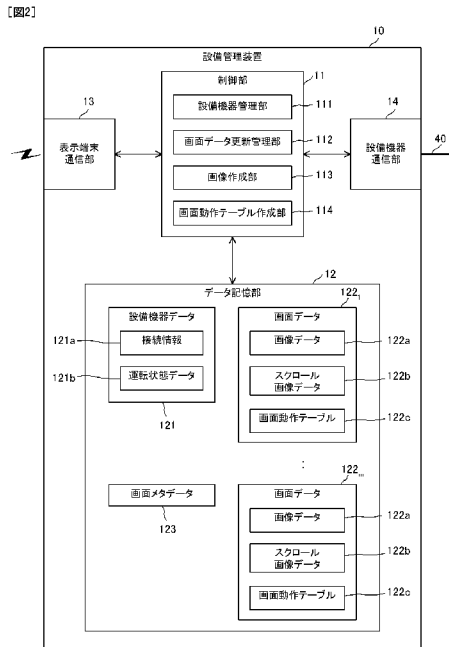 [図2]
10
設備管理装置
11
制御部
設備機器管理部
111
画面データ更新管理部
112
画像作成部
113
画面動作テーブル作成部
114
13
表示端末
通信部
14
設備機器
通信部
40
12
データ記憶部
設備機器データ
121a
接続情報
121b
運転状態データ
121
画面メタデータ
123
122₁
画面データ
画像データ
122a
スクロール
画像データ
122b
画面動作テーブル
122c
:
画面データ
画像データ
122a
スクロール
画像データ
122b
画面動作テーブル
122c